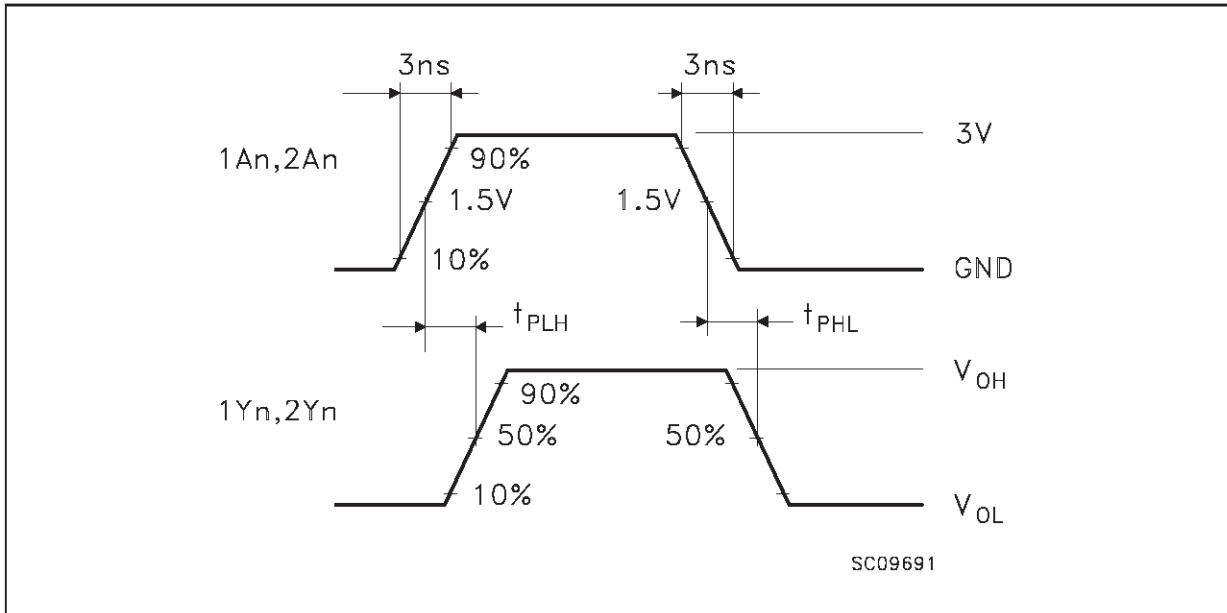 3ns 3ns
3V
1An,2An
90%
1.5V 1.5V
10%
GND
tPLH tPHL
VOH
90%
1Yn,2Yn
50% 50%
10%
VOL
SC09691